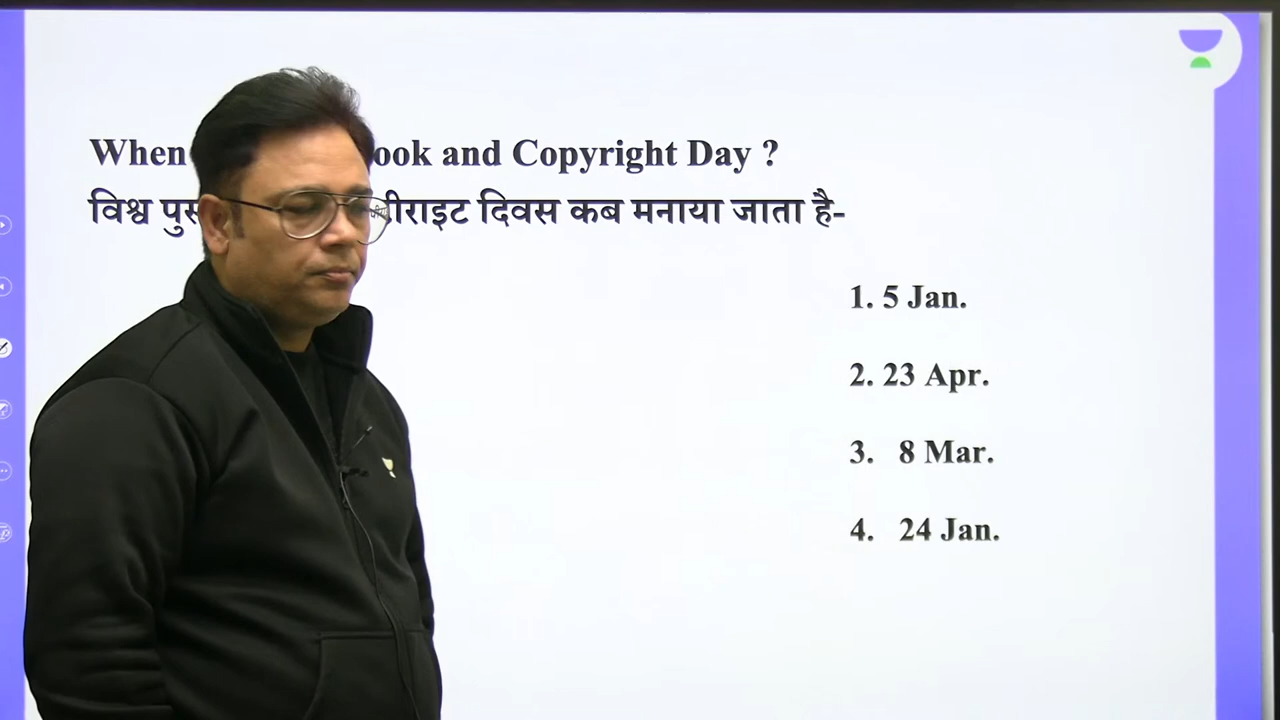 When ook and Copyright Day ?
विश्व पुस ीराइट दिवस कब मनाया जाता है-
1. 5 Jan.
2. 23 Apr.
3. 8 Mar.
4. 24 Jan.